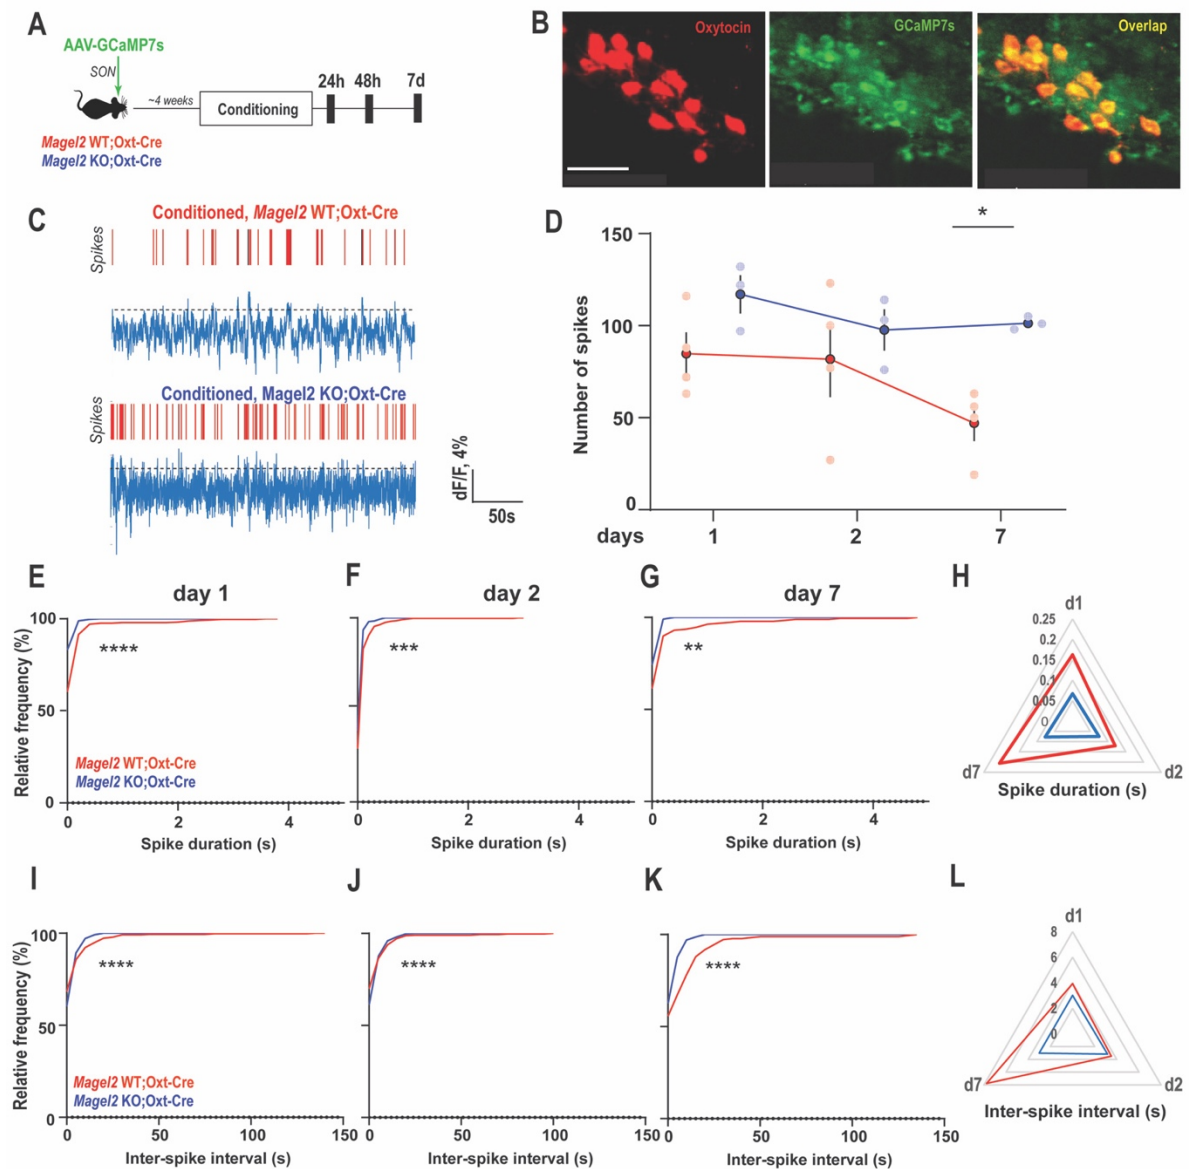 A
AAV-GCaMP7s
SON
~4 weeks
Conditioning
24h 48h 7d
Magel2 WT;Oxt-Cre
Magel2 KO;Oxt-Cre
B
Oxytocin
GCaMP7s
Overlap
C
Conditioned, Magel2 WT;Oxt-Cre
Spikes
Conditioned, Magel2 KO;Oxt-Cre
Spikes
dF/F, 4%
50s
D
*
Number of spikes
150
100
50
0
days 1 2 7
E
day 1
Relative frequency (%)
100
50
0
****
Magel2 WT;Oxt-Cre
Magel2 KO;Oxt-Cre
0 2 4
Spike duration (s)
F
day 2
***
0 2 4
Spike duration (s)
G
day 7
**
0 2 4
Spike duration (s)
H
d1
0.25
0.2
0.15
0.1
0.05
0
d7 d2
Spike duration (s)
I
Relative frequency (%)
100
50
0
****
Magel2 WT;Oxt-Cre
Magel2 KO;Oxt-Cre
0 50 100 150
Inter-spike interval (s)
J
****
0 50 100 150
Inter-spike interval (s)
K
****
0 50 100 150
Inter-spike interval (s)
L
d1
8
6
4
2
0
d7 d2
Inter-spike interval (s)